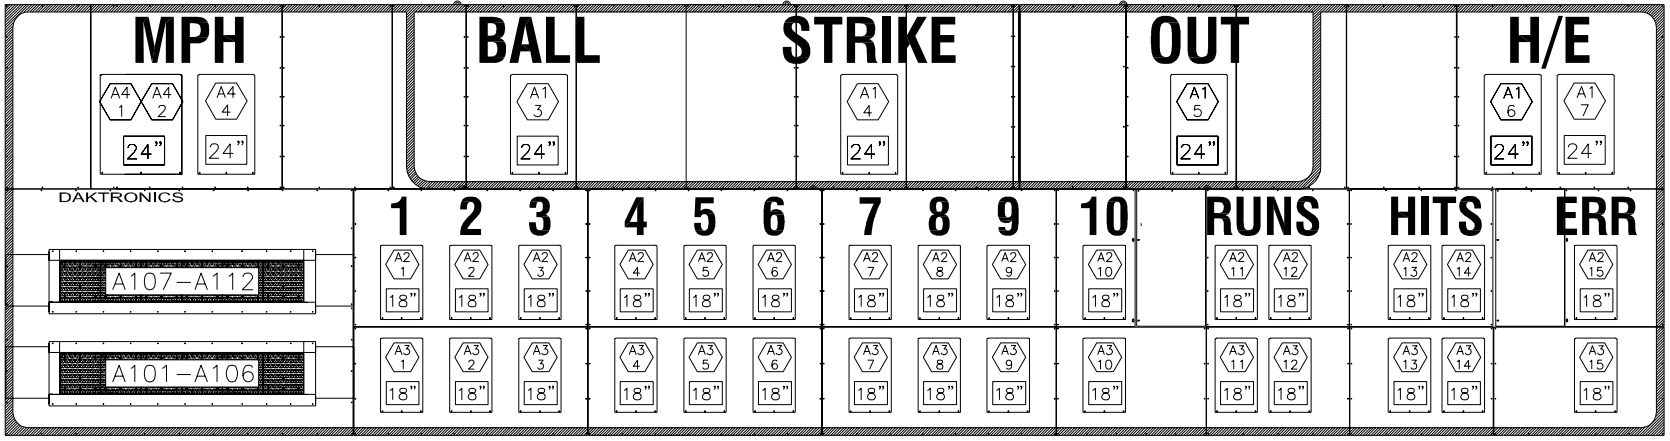 MPH BALL STRIKE OUT H/E
A4 1 A4 2 A4 4 A1 3 A1 4 A1 5 A1 6 A1 7
24" 24" 24" 24" 24" 24" 24"
DAKTRONICS
1 2 3 4 5 6 7 8 9 10 RUNS HITS ERR
A107-A112 A2 1 A2 2 A2 3 A2 4 A2 5 A2 6 A2 7 A2 8 A2 9 A2 10 A2 11 A2 12 A2 13 A2 14 A2 15
18" 18" 18" 18" 18" 18" 18" 18" 18" 18" 18" 18" 18" 18" 18"
A101-A106 A3 1 A3 2 A3 3 A3 4 A3 5 A3 6 A3 7 A3 8 A3 9 A3 10 A3 11 A3 12 A3 13 A3 14 A3 15
18" 18" 18" 18" 18" 18" 18" 18" 18" 18" 18" 18" 18" 18" 18"